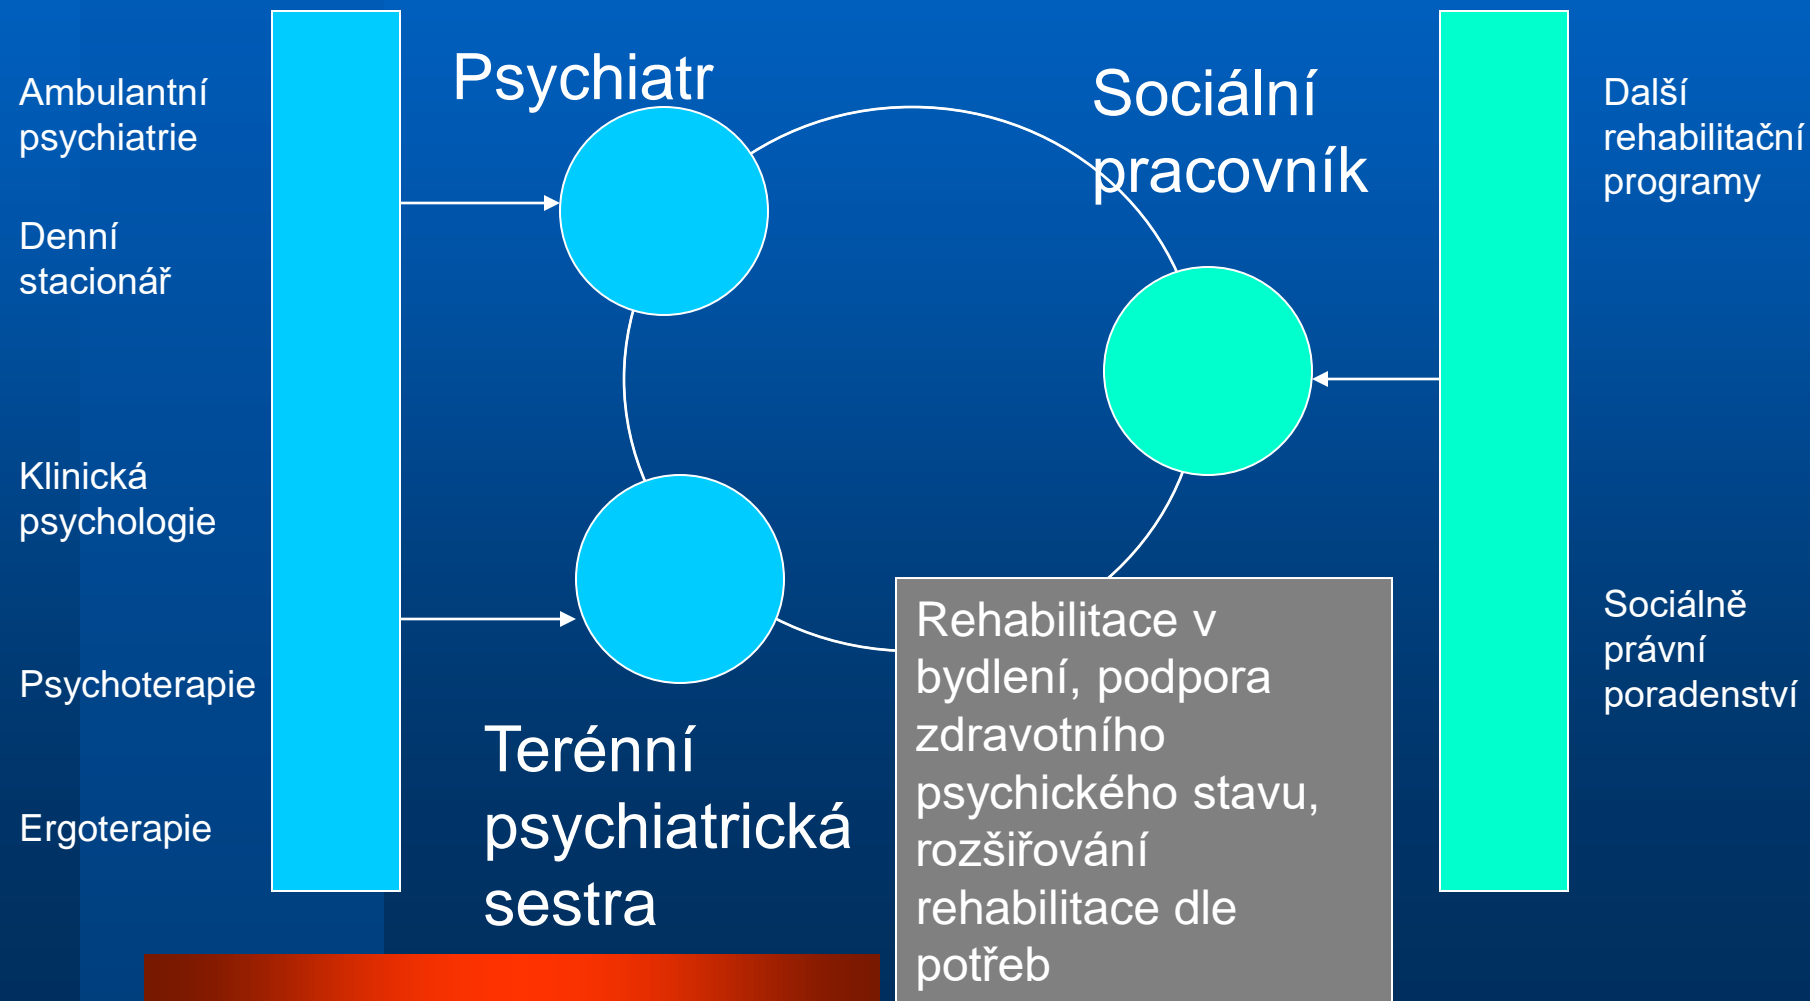 Ambulantní
psychiatrie
Denní
stacionář
Klinická
psychologie
Psychoterapie
Ergoterapie
Psychiatr
Terénní
psychiatrická
sestra
Sociální
pracovník
Rehabilitace v
bydlení, podpora
zdravotního
psychického stavu,
rozšiřování
rehabilitace dle
potřeb
Další
rehabilitační
programy
Sociálně
právní
poradenství